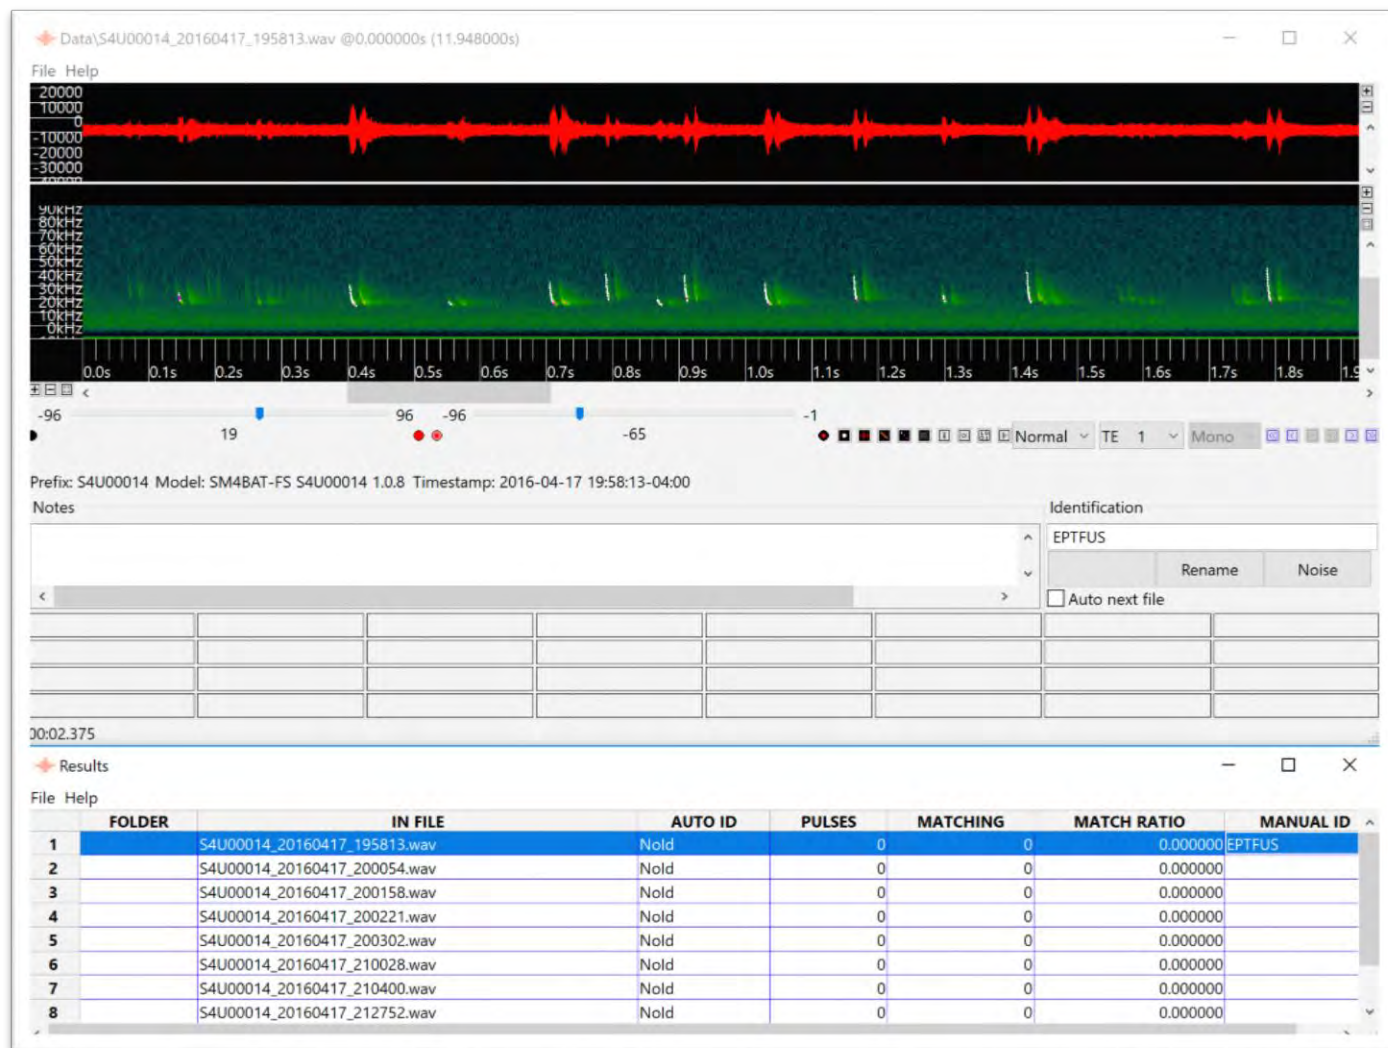 Data\S4U00014_20160417_195813.wav @0.000000s (11.948000s)
File Help
20000
10000
0
-10000
-20000
-30000
90kHz
80kHz
70kHz
60kHz
50kHz
40kHz
30kHz
20kHz
10kHz
0kHz
0.0s 0.1s 0.2s 0.3s 0.4s 0.5s 0.6s 0.7s 0.8s 0.9s 1.0s 1.1s 1.2s 1.3s 1.4s 1.5s 1.6s 1.7s 1.8s 1.9
-96 96 -96 -1
19 -65
Normal TE 1 Mono
Prefix: S4U00014 Model: SM4BAT-FS S4U00014 1.0.8 Timestamp: 2016-04-17 19:58:13-04:00
Notes Identification
EPTFUS
Rename Noise
Auto next file
00:02.375
Results
File Help
FOLDER IN FILE AUTO ID PULSES MATCHING MATCH RATIO MANUAL ID
1 S4U00014_20160417_195813.wav NoId 0 0 0.000000 EPTFUS
2 S4U00014_20160417_200054.wav NoId 0 0 0.000000
3 S4U00014_20160417_200158.wav NoId 0 0 0.000000
4 S4U00014_20160417_200221.wav NoId 0 0 0.000000
5 S4U00014_20160417_200302.wav NoId 0 0 0.000000
6 S4U00014_20160417_210028.wav NoId 0 0 0.000000
7 S4U00014_20160417_210400.wav NoId 0 0 0.000000
8 S4U00014_20160417_212752.wav NoId 0 0 0.000000